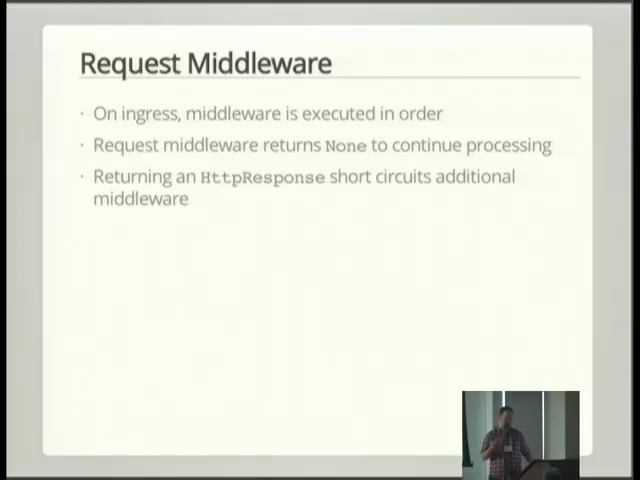 Request Middleware
· On ingress, middleware is executed in order
· Request middleware returns None to continue processing
· Returning an HttpResponse short circuits additional
middleware